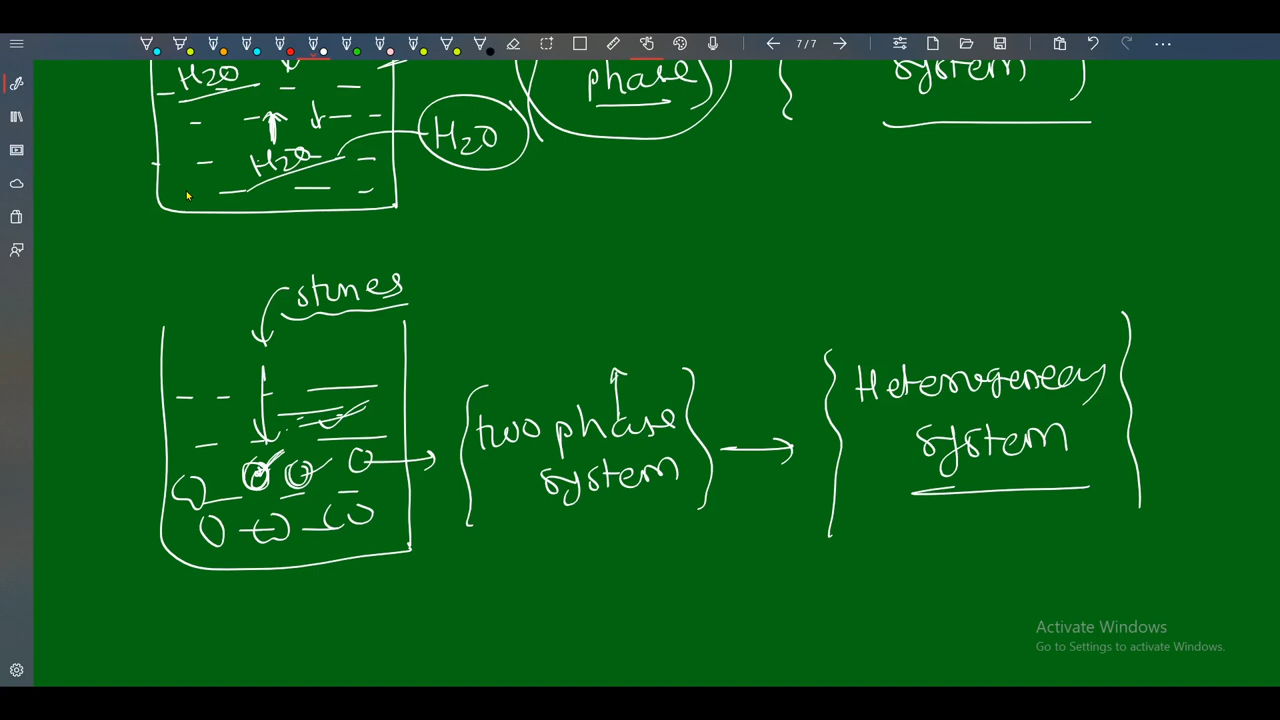 7/7
H2O
phase
system
H2O
H2O
stones
two phase
system
Heterogeneous
system
Activate Windows
Go to Settings to activate Windows.